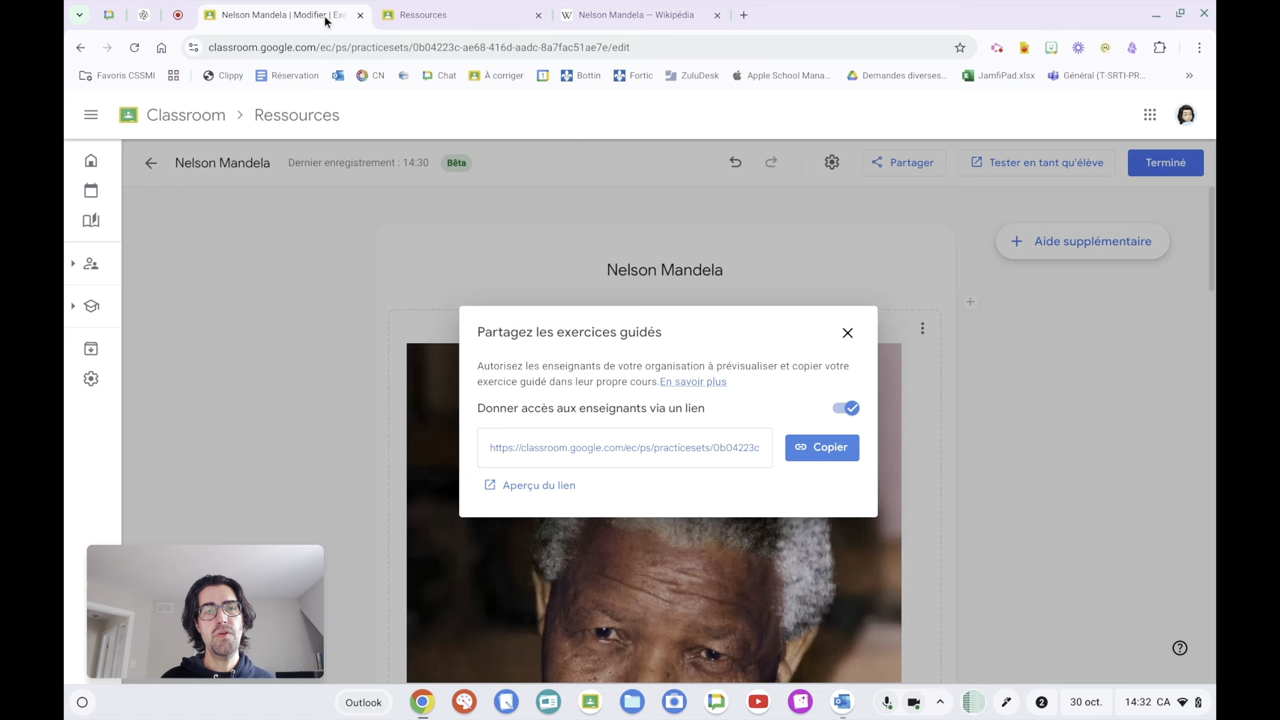 Nelson Mandela | Modifier | Ex
Ressources
Nelson Mandela — Wikipédia
classroom.google.com/ec/ps/practicesets/0b04223c-ae68-416d-aadc-8a7fac51ae7e/edit
Favoris CSSMI
Clippy
Réservation
CN
Chat
À corriger
Bottin
Fortic
ZuluDesk
Apple School Mana...
Demandes diverses...
JamfiPad.xlsx
Général (T-SRTI-PR...
Classroom > Ressources
Nelson Mandela
Dernier enregistrement : 14:30
Bêta
Partager
Tester en tant qu'élève
Terminé
Aide supplémentaire
Nelson Mandela
Partagez les exercices guidés
Autorisez les enseignants de votre organisation à prévisualiser et copier votre
exercice guidé dans leur propre cours.En savoir plus
Donner accès aux enseignants via un lien
https://classroom.google.com/ec/ps/practicesets/0b04223c
Copier
Aperçu du lien
Outlook
2
30 oct.
14:32 CA